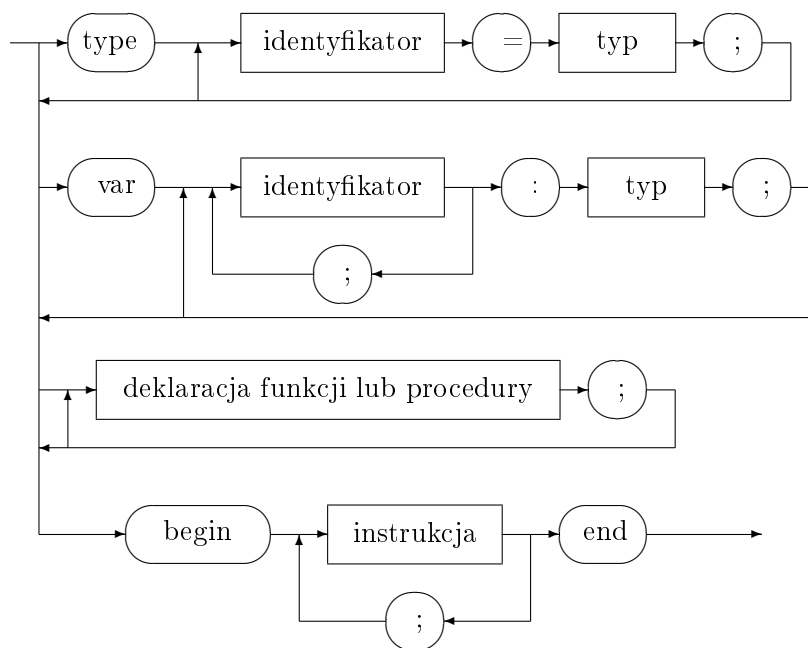 type identyfikator = typ ;
var identyfikator : typ ;
;
deklaracja funkcji lub procedury ;
begin instrukcja end
;